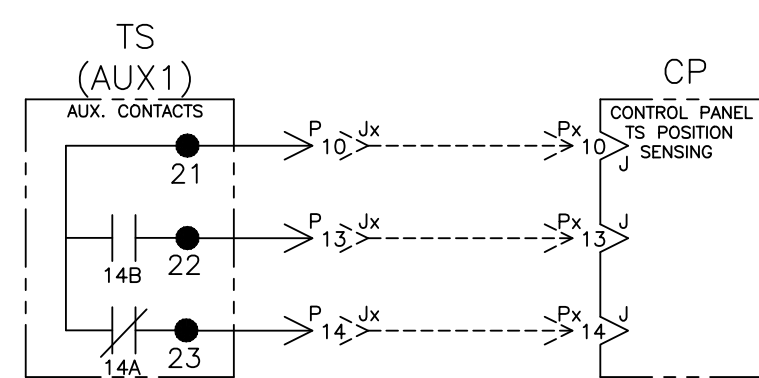 TS
(AUX1)
AUX. CONTACTS
CP
CONTROL PANEL
TS POSITION
SENSING
21
P 10 Jx
Px 10 J
14B
22
P 13 Jx
Px 13 J
14A
23
P 14 Jx
Px 14 J